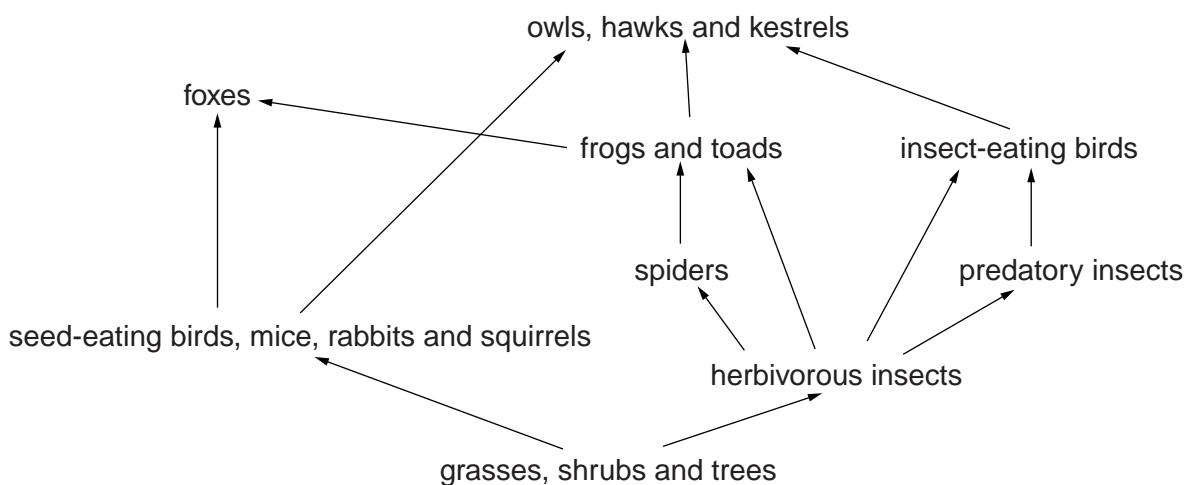 owls, hawks and kestrels
foxes
frogs and toads
insect-eating birds
spiders
predatory insects
seed-eating birds, mice, rabbits and squirrels
herbivorous insects
grasses, shrubs and trees